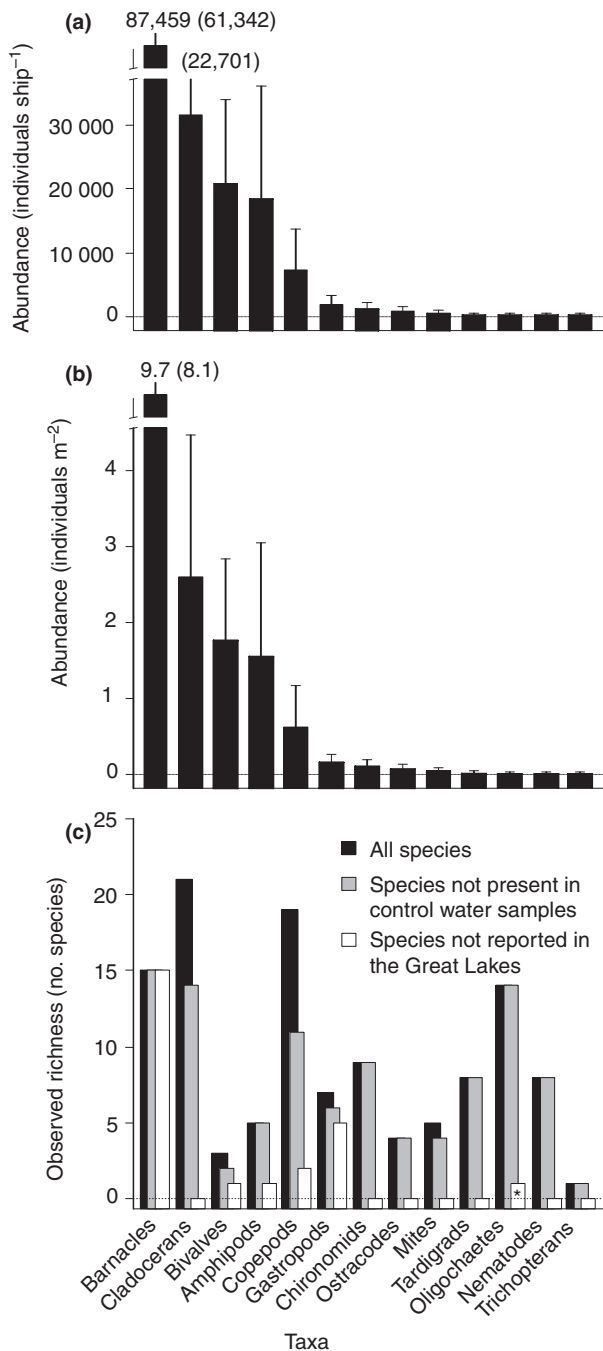 (a)
87,459 (61,342)
(22,701)
Abundance (individuals ship⁻¹)
30 000
20 000
10 000
0
(b)
9.7 (8.1)
Abundance (individuals m⁻²)
4
3
2
1
0
(c)
Observed richness (no. species)
25
20
15
10
5
0
All species
Species not present in
control water samples
Species not reported in
the Great Lakes
*
Barnacles
Cladocerans
Bivalves
Amphipods
Copepods
Gastropods
Chironomids
Ostracodes
Mites
Tardigrads
Oligochaetes
Nematodes
Trichopterans
Taxa